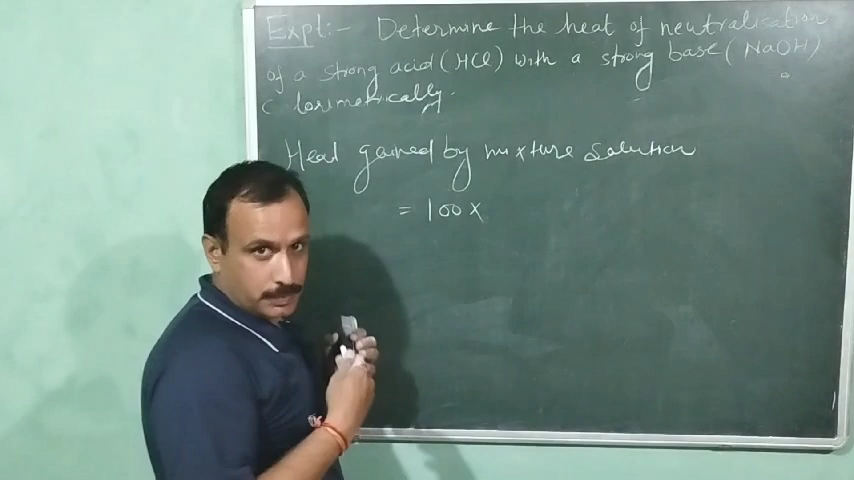 Expt:- Determine the heat of neutralisation
of a strong acid (HCl) with a strong base (NaOH)
c lorimetrically.
Heat gained by mixture solution
= 100 x